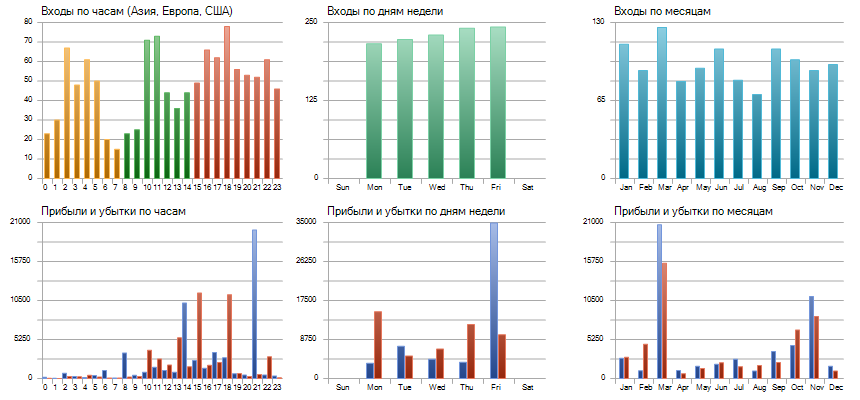 Входы по часам (Азия, Европа, США)
80
70
60
50
40
30
20
10
0
0 1 2 3 4 5 6 7 8 9 10 11 12 13 14 15 16 17 18 19 20 21 22 23
Входы по дням недели
250
125
0
Sun Mon Tue Wed Thu Fri Sat
Входы по месяцам
130
65
0
Jan Feb Mar Apr May Jun Jul Aug Sep Oct Nov Dec
Прибыли и убытки по часам
21000
15750
10500
5250
0
0 1 2 3 4 5 6 7 8 9 10 11 12 13 14 15 16 17 18 19 20 21 22 23
Прибыли и убытки по дням недели
35000
26250
17500
8750
0
Sun Mon Tue Wed Thu Fri Sat
Прибыли и убытки по месяцам
21000
15750
10500
5250
0
Jan Feb Mar Apr May Jun Jul Aug Sep Oct Nov Dec